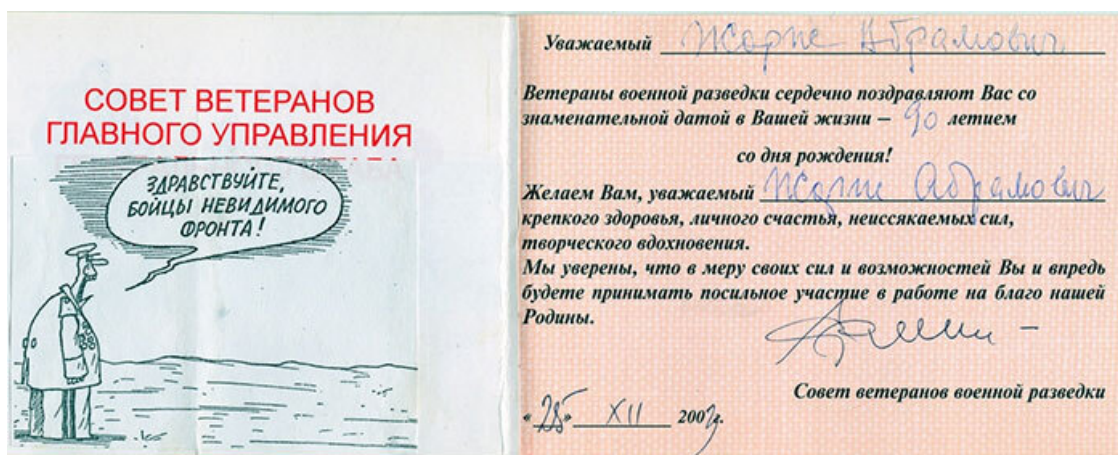 СОВЕТ ВЕТЕРАНОВ
ГЛАВНОГО УПРАВЛЕНИЯ
ЗДРАВСТВУЙТЕ,
БОЙЦЫ НЕВИДИМОГО
ФРОНТА!
Уважаемый Жорж Абрамович
Ветераны военной разведки сердечно поздравляют Вас со
знаменательной датой в Вашей жизни – 90 летием
со дня рождения!
Желаем Вам, уважаемый Жорж Абрамович
крепкого здоровья, личного счастья, неиссякаемых сил,
творческого вдохновения.
Мы уверены, что в меру своих сил и возможностей Вы и впредь
будете принимать посильное участие в работе на благо нашей
Родины.
Совет ветеранов военной разведки
«25» XII 200 г.